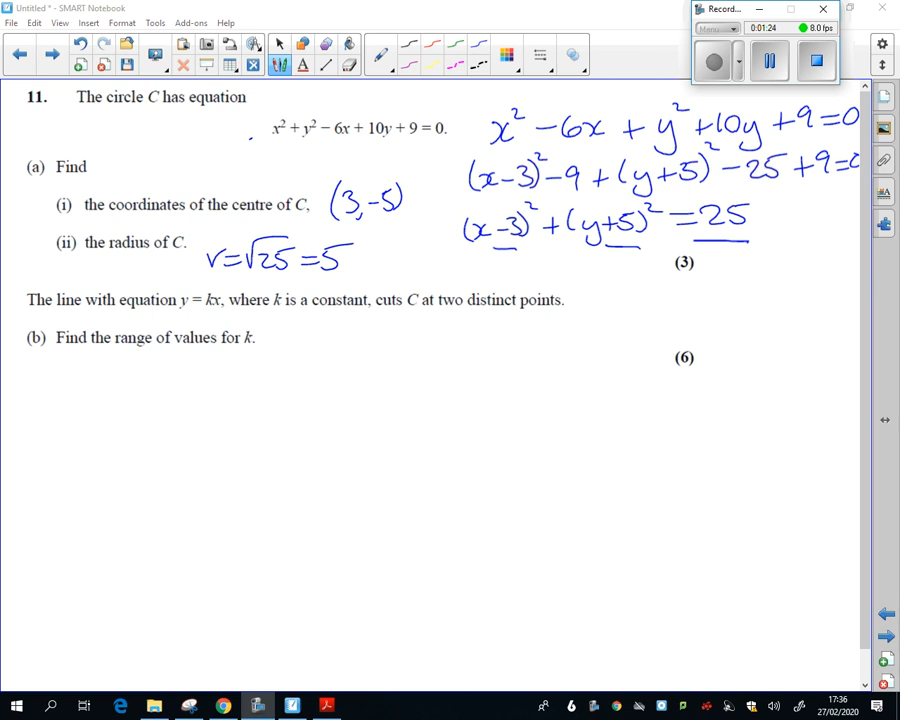 Untitled * - SMART Notebook
Record...
File Edit View Insert Format Tools Add-ons Help
Menu 0:01:24 8.0 fps
11. The circle C has equation
x² + y² − 6x + 10y + 9 = 0.
x² − 6x + y² + 10y + 9 = 0
(a) Find
(x − 3)² − 9 + (y + 5)² − 25 + 9 = 0
(i) the coordinates of the centre of C, (3, −5)
(x − 3)² + (y + 5)² = 25
(ii) the radius of C. r = √25 = 5
(3)
The line with equation y = kx, where k is a constant, cuts C at two distinct points.
(b) Find the range of values for k.
(6)
17:36
27/02/2020